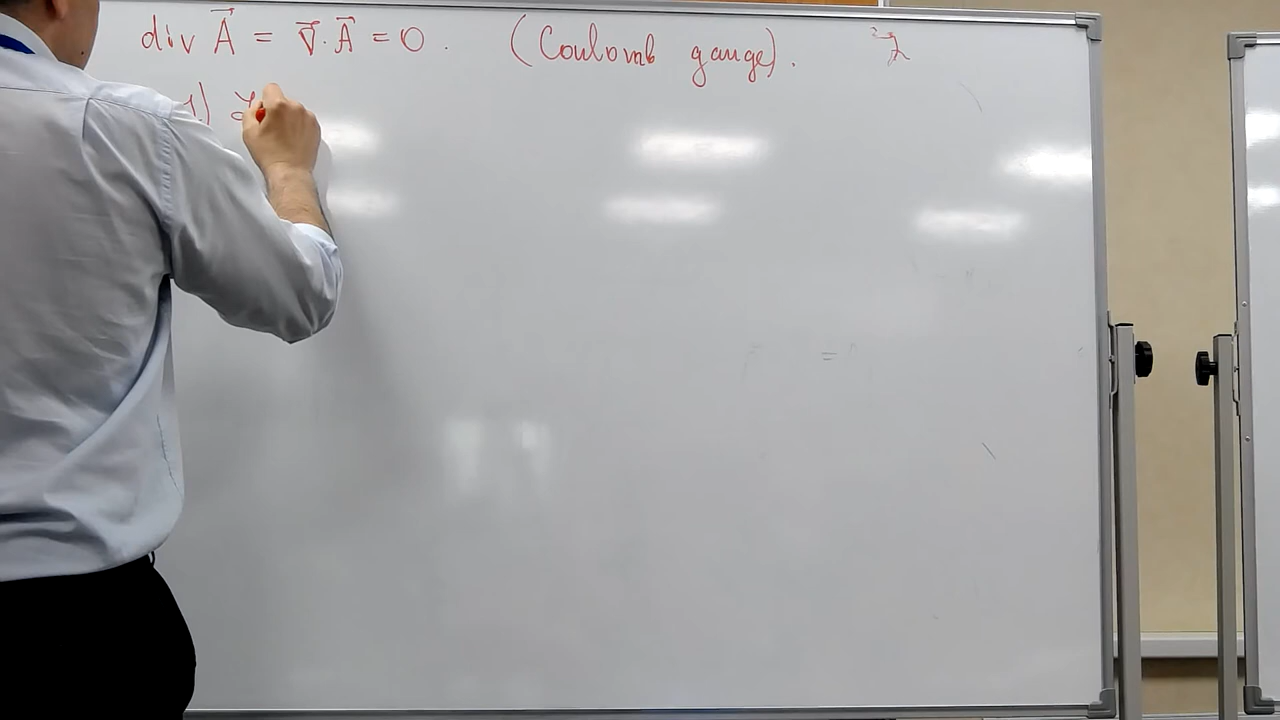 div A⃗ = ∇⃗·A⃗ = 0. (Coulomb gauge).
1)